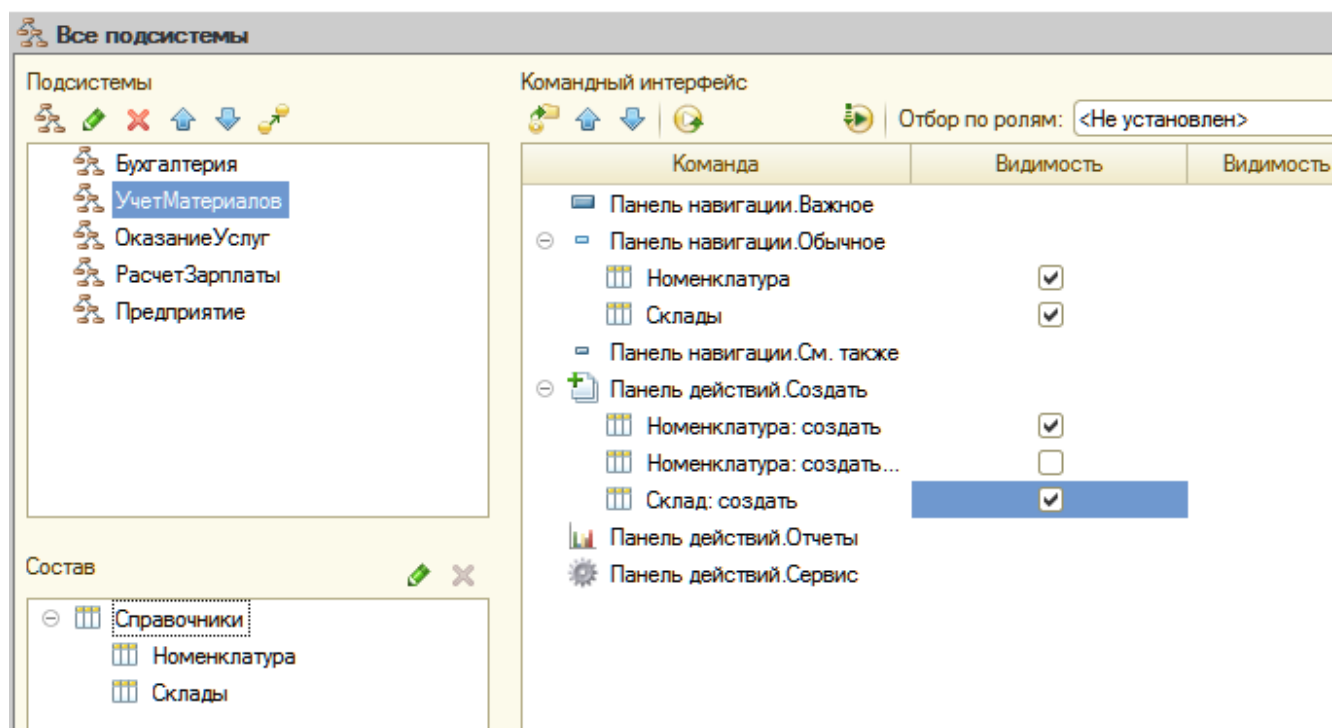 Все подсистемы
Подсистемы
Бухгалтерия
УчетМатериалов
ОказаниеУслуг
РасчетЗарплаты
Предприятие
Состав
Справочники
Номенклатура
Склады
Командный интерфейс
Отбор по ролям: <Не установлен>
Команда Видимость Видимость
Панель навигации.Важное
Панель навигации.Обычное
Номенклатура
Склады
Панель навигации.См. также
Панель действий.Создать
Номенклатура: создать
Номенклатура: создать...
Склад: создать
Панель действий.Отчеты
Панель действий.Сервис